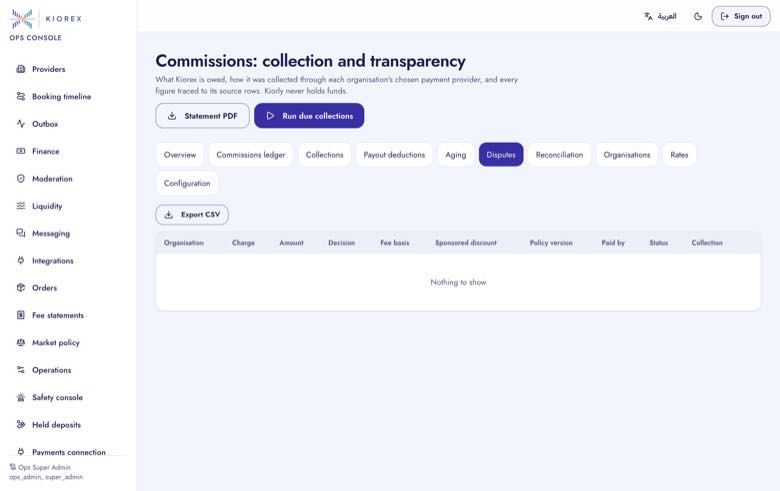 KIOREX
OPS CONSOLE
Providers
Booking timeline
Outbox
Finance
Moderation
Liquidity
Messaging
Integrations
Orders
Fee statements
Market policy
Operations
Safety console
Held deposits
Payments connection
Ops Super Admin
ops_admin, super_admin
العربية
Sign out
Commissions: collection and transparency
What Kiorex is owed, how it was collected through each organisation's chosen payment provider, and every
figure traced to its source rows. Kiorly never holds funds.
Statement PDF
Run due collections
Overview
Commissions ledger
Collections
Payout deductions
Aging
Disputes
Reconciliation
Organisations
Rates
Configuration
Export CSV
Organisation Charge Amount Decision Fee basis Sponsored discount Policy version Paid by Status Collection
Nothing to show